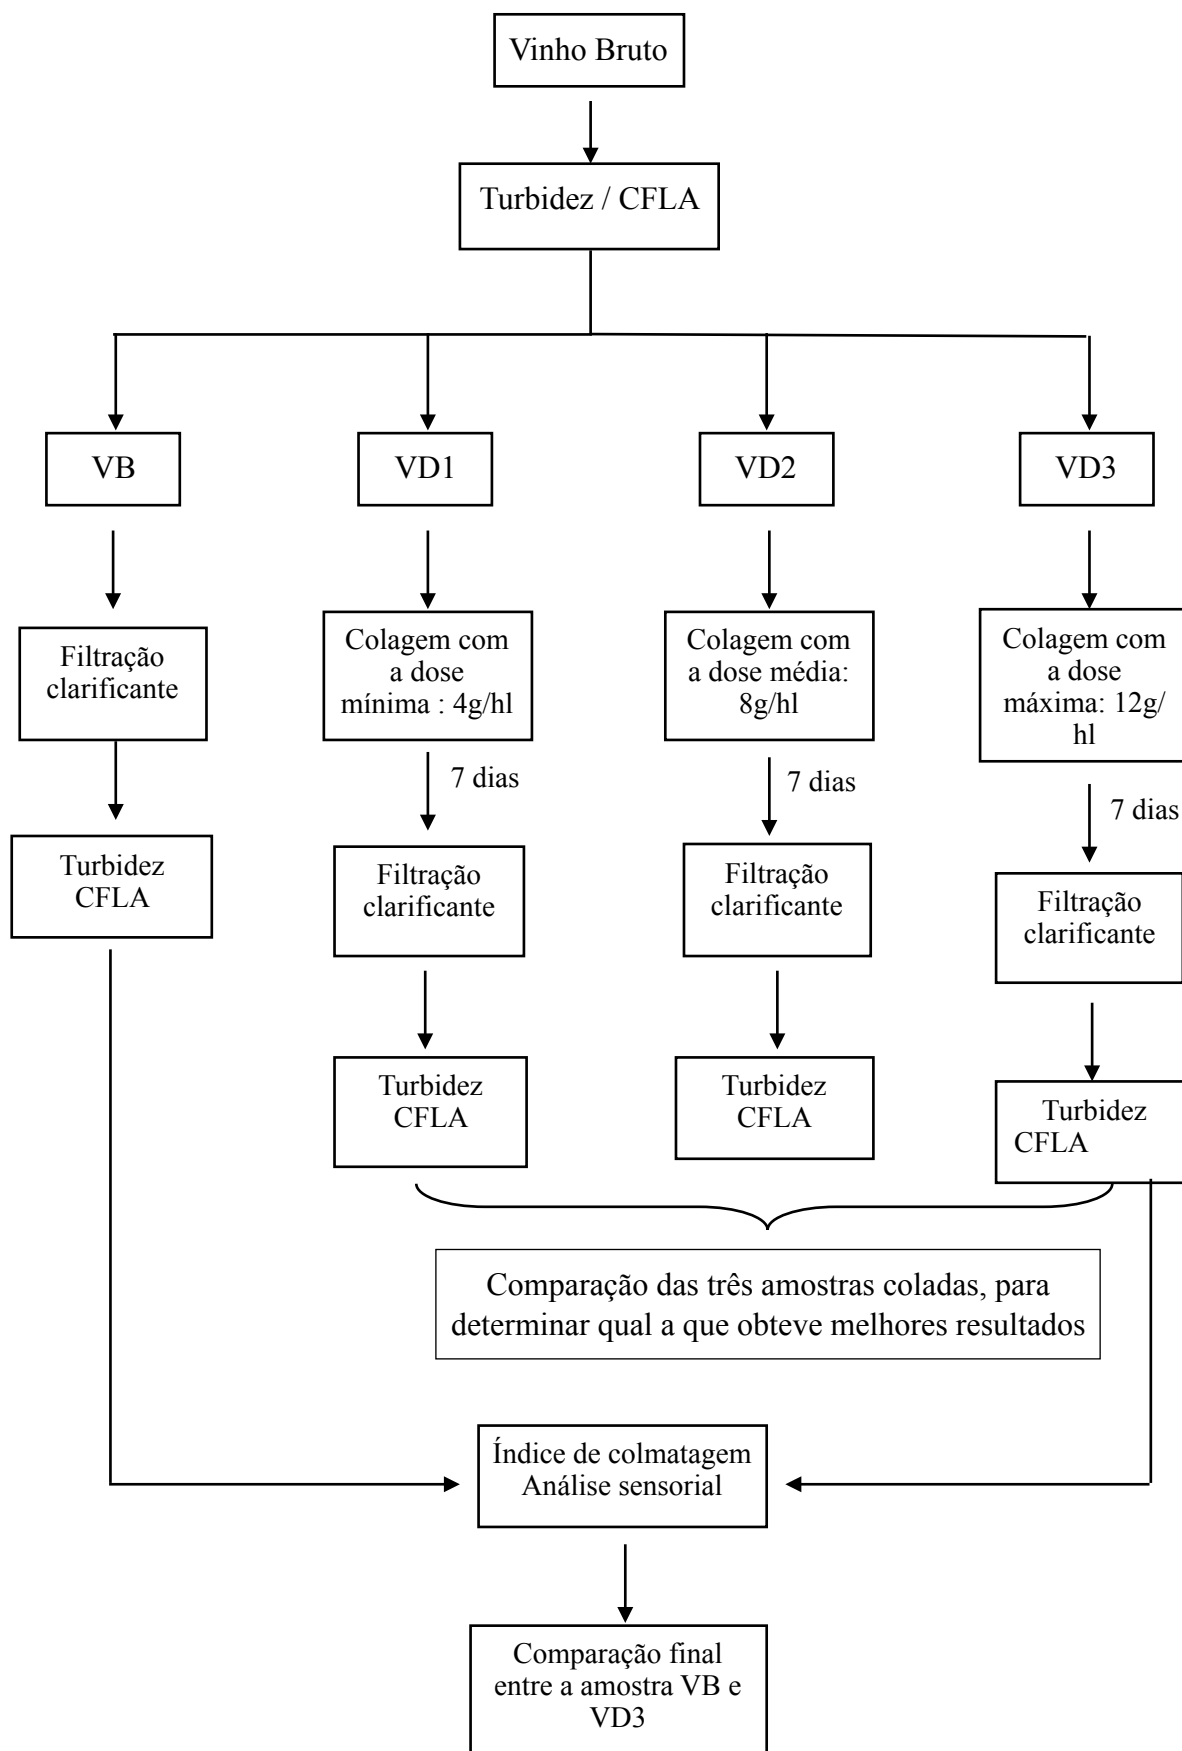 Vinho Bruto
Turbidez / CFLA
VB
VD1
VD2
VD3
Filtração
clarificante
Colagem com
a dose
mínima : 4g/hl
Colagem com
a dose média:
8g/hl
Colagem com
a dose
máxima: 12g/
hl
7 dias
7 dias
7 dias
Turbidez
CFLA
Filtração
clarificante
Filtração
clarificante
Filtração
clarificante
Turbidez
CFLA
Turbidez
CFLA
Turbidez
CFLA
Comparação das três amostras coladas, para
determinar qual a que obteve melhores resultados
Índice de colmatagem
Análise sensorial
Comparação final
entre a amostra VB e
VD3